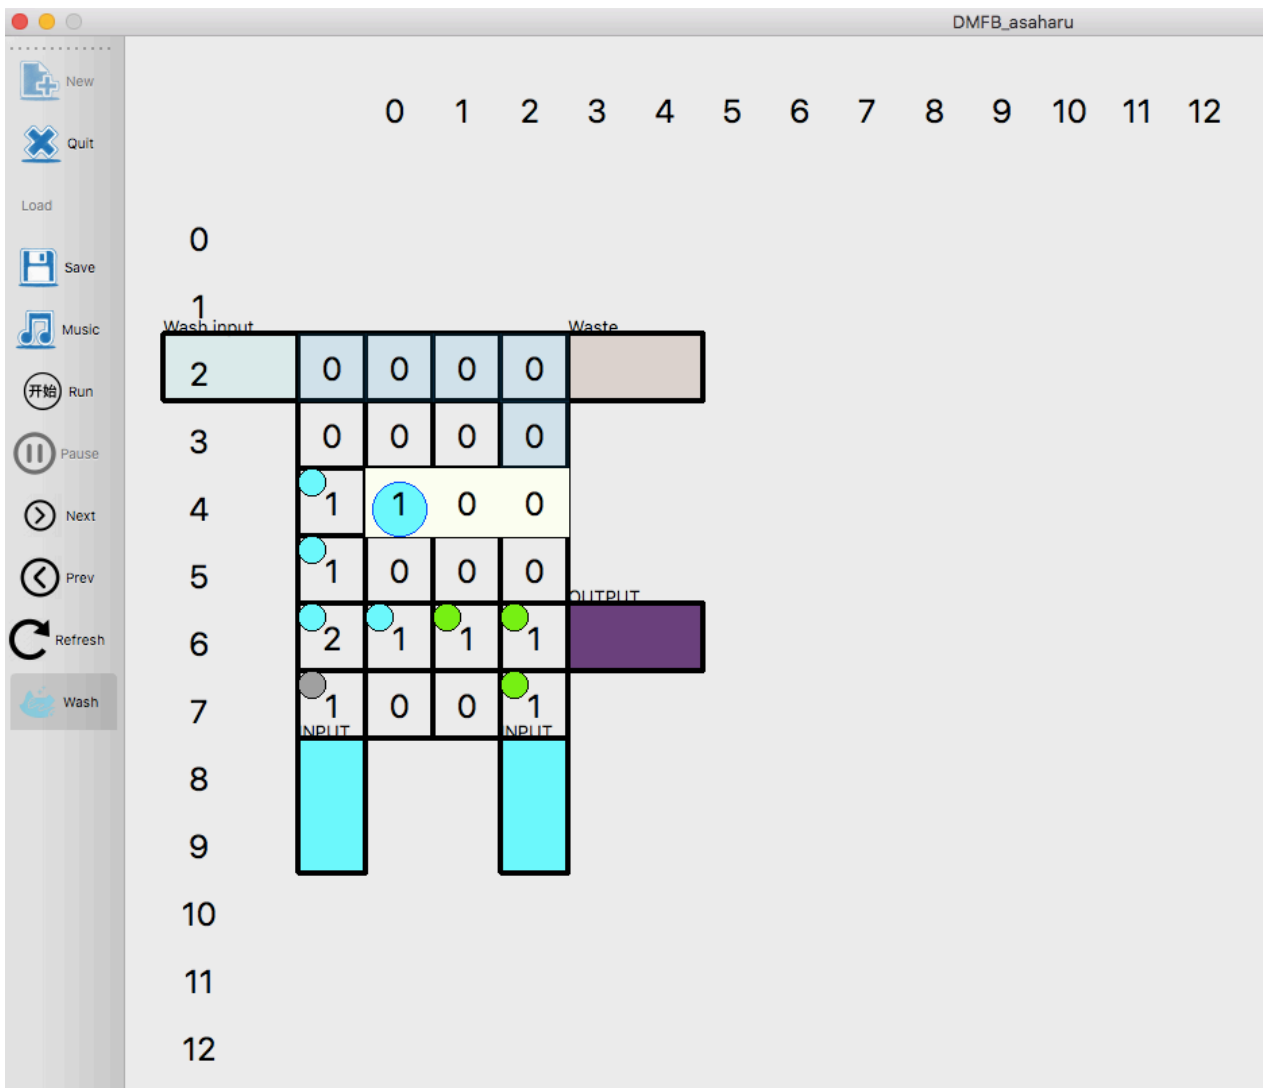 DMFB_asaharu
New
Quit
Load
Save
Music
开始 Run
Pause
Next
Prev
Refresh
Wash
0 1 2 3 4 5 6 7 8 9 10 11 12
0
1
Wash input Waste
2 0 0 0 0
3 0 0 0 0
4 1 1 0 0
5 1 0 0 0
OUTPUT
6 2 1 1 1
7 1 0 0 1
INPUT INPUT
8
9
10
11
12